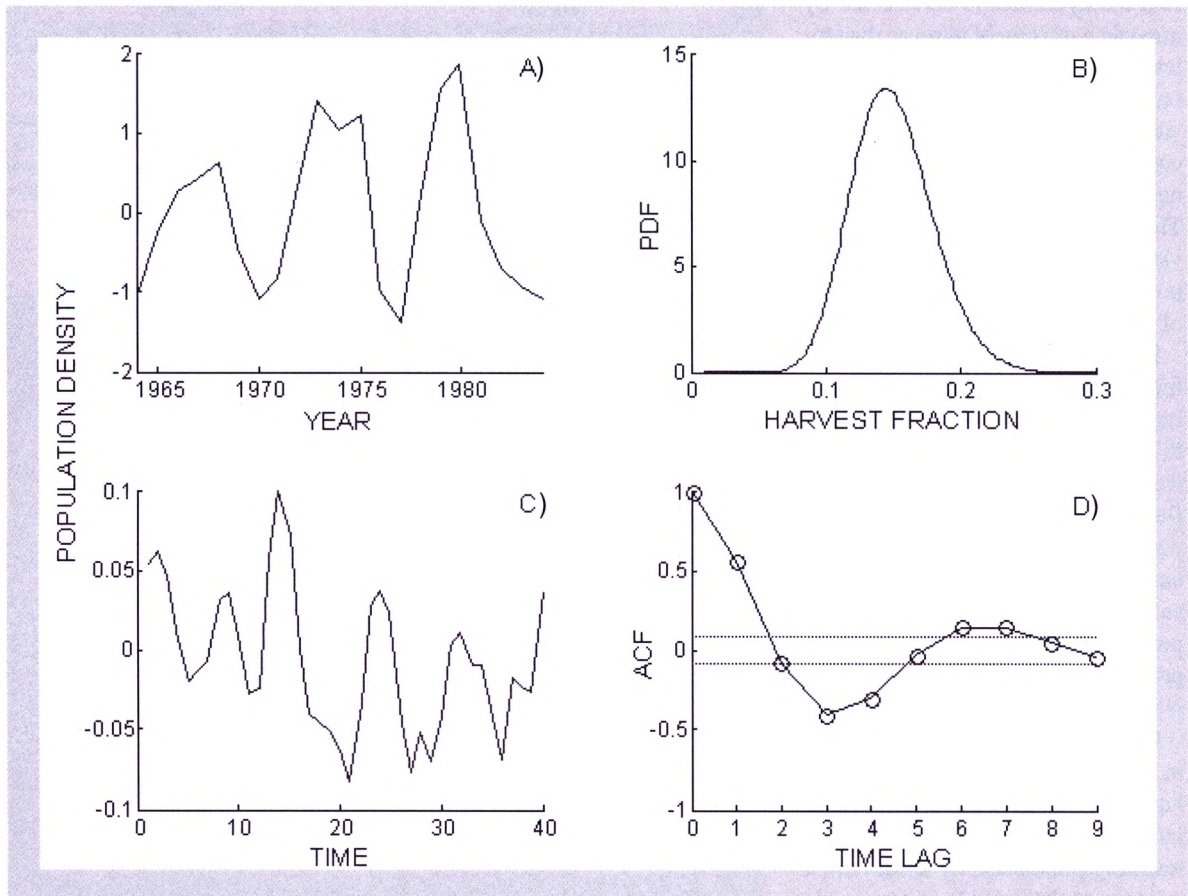 POPULATION DENSITY
A)
2
1
0
-1
-2
1965 1970 1975 1980
YEAR
B)
15
10
5
0
PDF
0 0.1 0.2 0.3
HARVEST FRACTION
C)
0.1
0.05
0
-0.05
-0.1
0 10 20 30 40
TIME
D)
1
0.5
0
-0.5
-1
ACF
0 1 2 3 4 5 6 7 8 9
TIME LAG